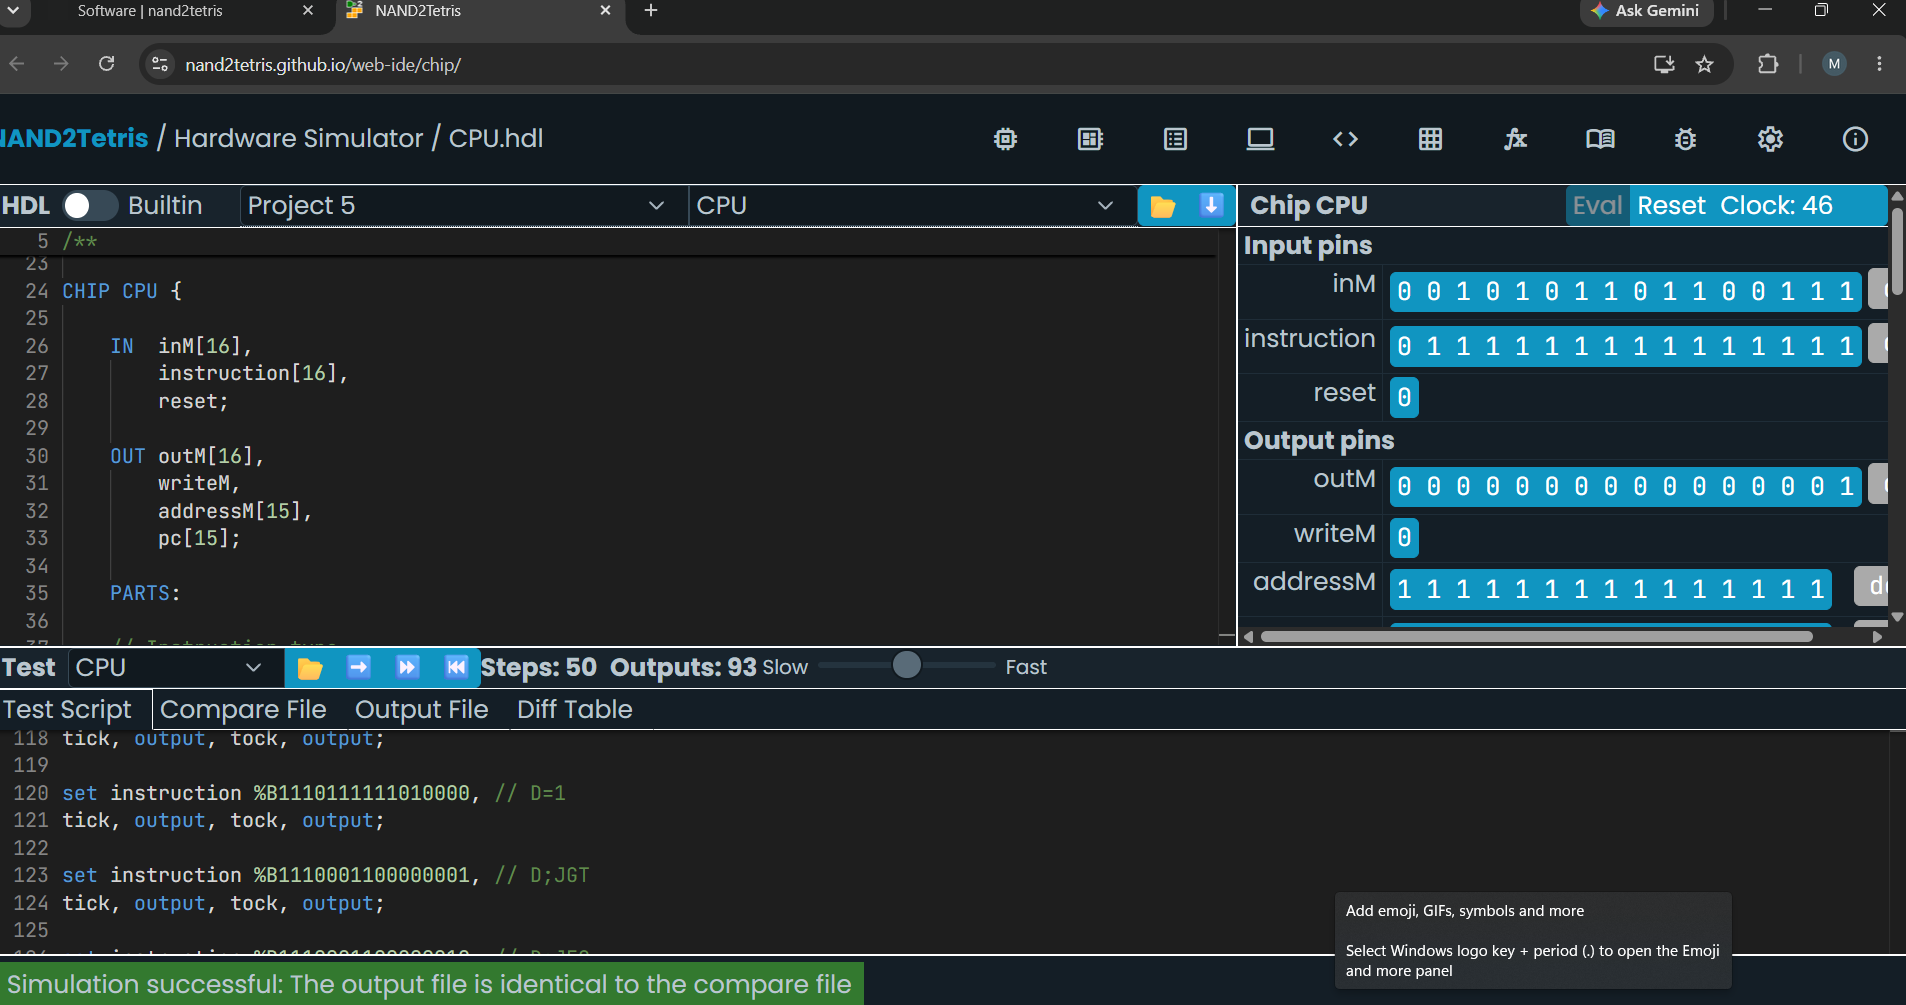 Software | nand2tetris
NAND2Tetris
Ask Gemini
nand2tetris.github.io/web-ide/chip/
M
NAND2Tetris / Hardware Simulator / CPU.hdl
HDL Builtin Project 5 CPU
Chip CPU Eval Reset Clock: 46
5 /**
23
24 CHIP CPU {
25
26 IN inM[16],
27 instruction[16],
28 reset;
29
30 OUT outM[16],
31 writeM,
32 addressM[15],
33 pc[15];
34
35 PARTS:
36
Input pins
inM 0 0 1 0 1 0 1 1 0 1 1 0 0 1 1 1
instruction 0 1 1 1 1 1 1 1 1 1 1 1 1 1 1 1
reset 0
Output pins
outM 0 0 0 0 0 0 0 0 0 0 0 0 0 0 0 1
writeM 0
addressM 1 1 1 1 1 1 1 1 1 1 1 1 1 1 1
Test CPU Steps: 50 Outputs: 93 Slow Fast
Test Script Compare File Output File Diff Table
118 tick, output, tock, output;
119
120 set instruction %B1110111111010000, // D=1
121 tick, output, tock, output;
122
123 set instruction %B1110001100000001, // D;JGT
124 tick, output, tock, output;
125
Add emoji, GIFs, symbols and more
Select Windows logo key + period (.) to open the Emoji
and more panel
Simulation successful: The output file is identical to the compare file